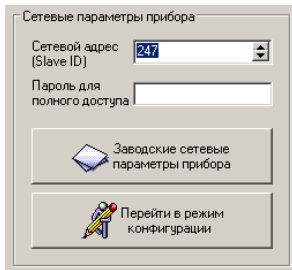 Сетевые параметры прибора
Сетевой адрес
(Slave ID)
247
Пароль для
полного доступа
Заводские сетевые
параметры прибора
Перейти в режим
конфигурации